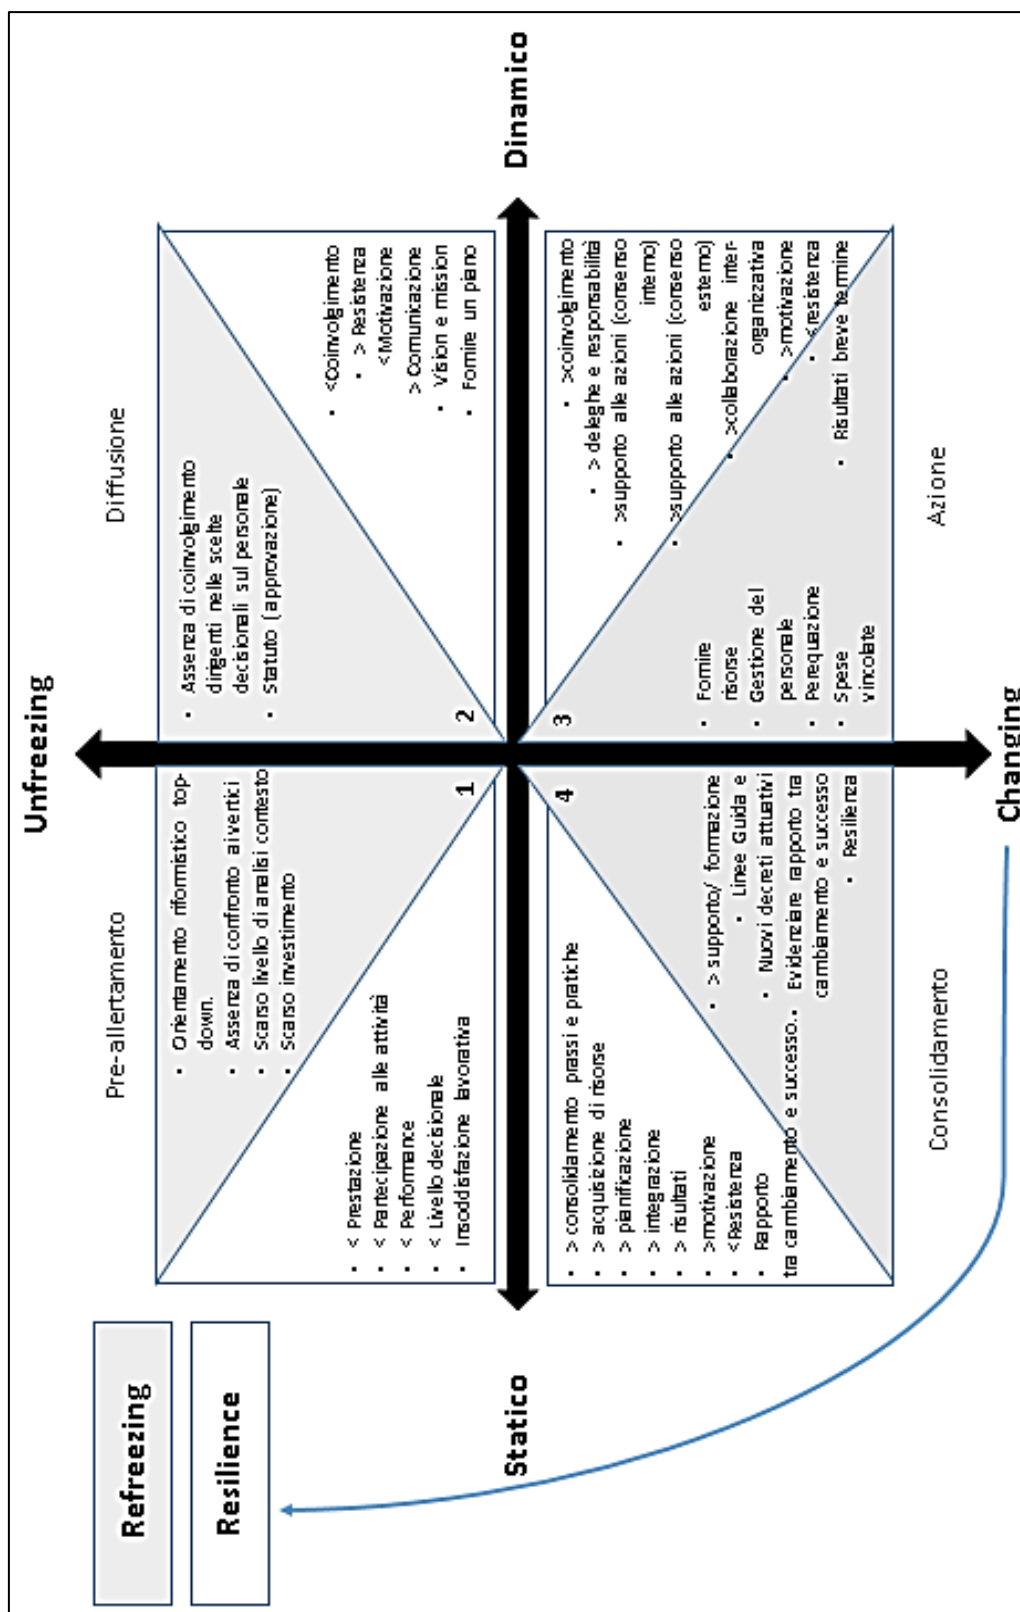 Unfreezing
Pre-allertamento
Diffusione
• Orientamento riformistico top-
down.
• Assenza di confronto ai vertici
• Scarso livello di analisi contesto
• Scarso investimento
• < Prestazione
• < Partecipazione alle attività
• < Performance
• < Livello decisionale
• Insoddisfazione lavorativa
1
• Assenza di coinvolgimento
dirigenti nelle scelte
decisionali sul personale
• Statuto (approvazione)
• <Coinvolgimento
• > Resistenza
<Motivazione
> Comunicazione
• Vision e mission
• Fornire un piano
2
Refreezing
Resilience
Statico
Dinamico
4
• > consolidamento prassi e pratiche
• > acquisizione di risorse
• > pianificazione
• > integrazione
• > risultati
• >motivazione
• <Resistenza
• Rapporto
tra cambiamento e successo.
• > supporto/ formazione
• Linee Guida e
• Nuovi decreti attuativi
• Evidenziare rapporto tra
cambiamento e successo
• Resilienza
3
• >coinvolgimento
• > deleghe e responsabilità
• >supporto alle azioni (consenso
interno)
• >supporto alle azioni (consenso
esterno)
• >collaborazione inter-
organizzativa
• >motivazione
• <resistenza
• Risultati breve termine
• Fornire
risorse
• Gestione del
personale
• Perequazione
• Spese
vincolate
Consolidamento
Azione
Changing